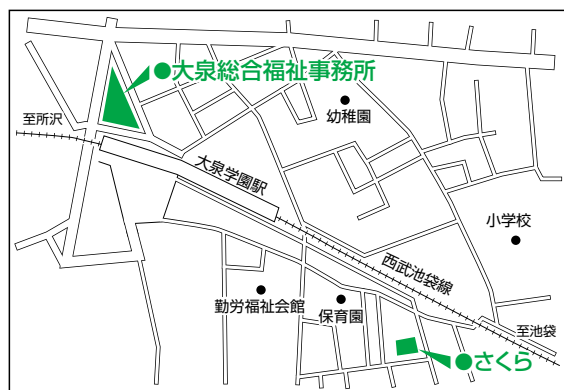 ●大泉総合福祉事務所
幼稚園
至所沢
大泉学園駅
小学校
西武池袋線
勤労福祉会館
保育園
至池袋
●さくら